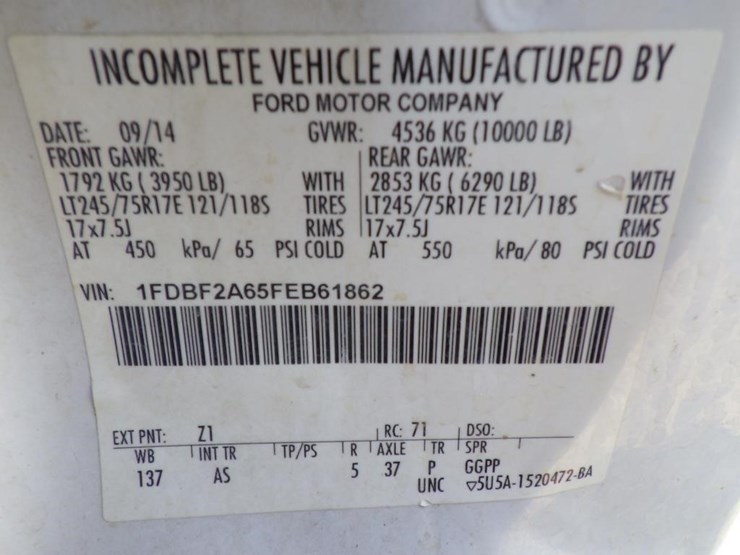 INCOMPLETE VEHICLE MANUFACTURED BY
FORD MOTOR COMPANY
DATE: 09/14 GVWR: 4536 KG (10000 LB)
FRONT GAWR: REAR GAWR:
1792 KG ( 3950 LB) WITH 2853 KG ( 6290 LB) WITH
LT245/75R17E 121/118S TIRES LT245/75R17E 121/118S TIRES
17x7.5J RIMS 17x7.5J RIMS
AT 450 kPa/ 65 PSI COLD AT 550 kPa/ 80 PSI COLD
VIN: 1FDBF2A65FEB61862
EXT PNT: Z1 RC: 71 DSO:
WB INT TR TP/PS R AXLE TR SPR
137 AS 5 37 P GGPP
UNC ▽5U5A-1520472-BA